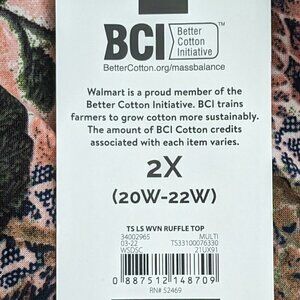 BCI Better Cotton Initiative™
BetterCotton.org/massbalance
Walmart is a proud member of the
Better Cotton Initiative. BCI trains
farmers to grow cotton more sustainably.
The amount of BCI Cotton credits
associated with each item varies.
2X
(20W-22W)
TS LS WVN RUFFLE TOP
34002965 MULTI
03-22 TS33100076330
WSDSC 21UX91
0 887512 148709
RN# 52469